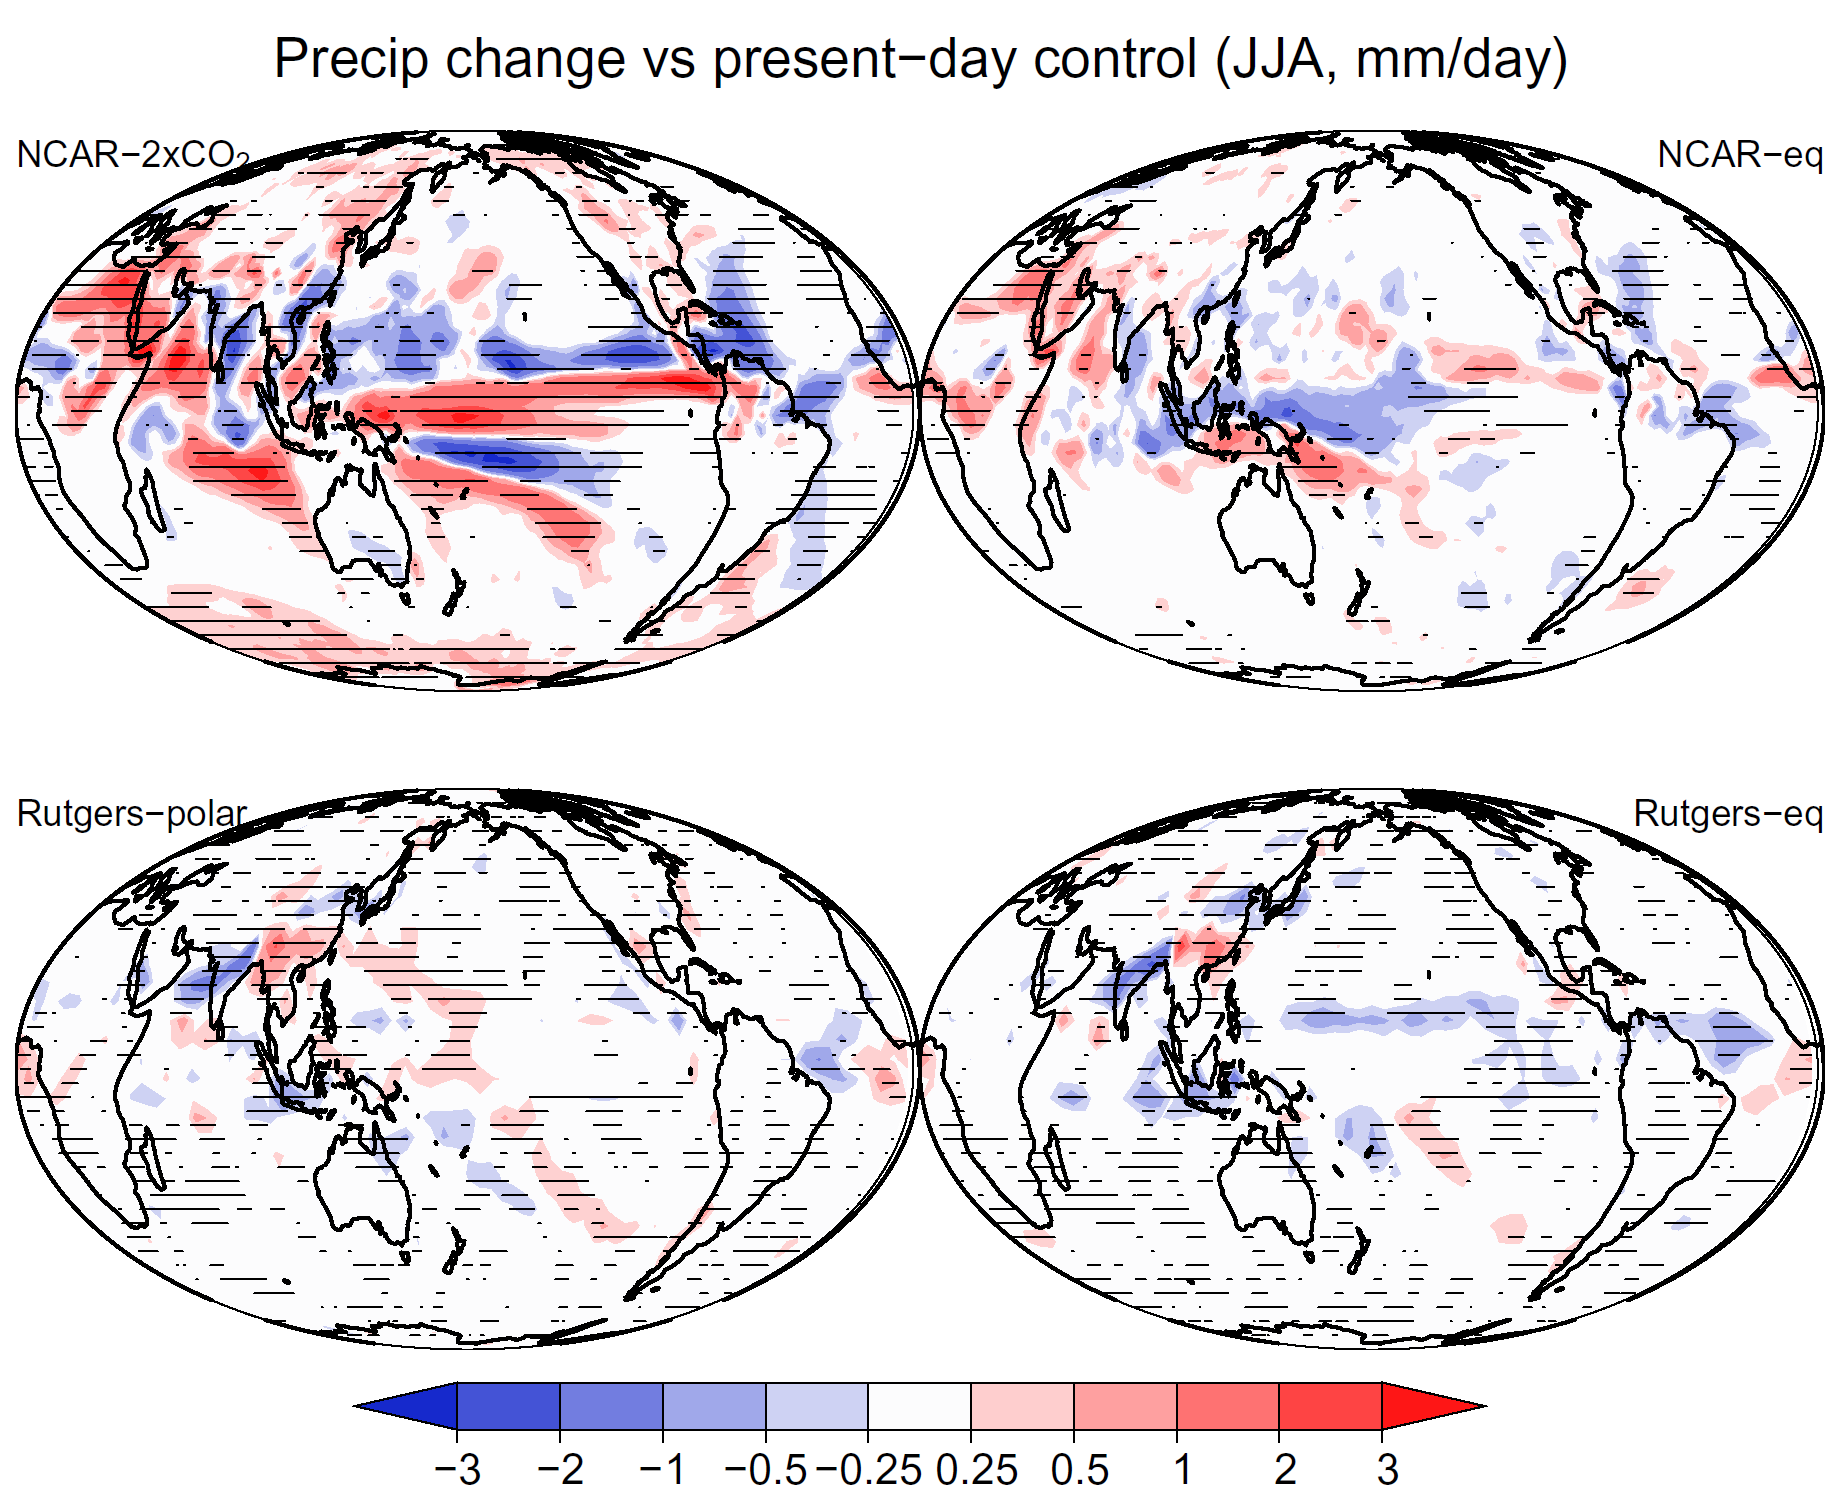 Precip change vs present−day control (JJA, mm/day)
NCAR−2xCO₂
NCAR−eq
Rutgers−polar
Rutgers−eq
−3 −2 −1 −0.5 −0.25 0.25 0.5 1 2 3